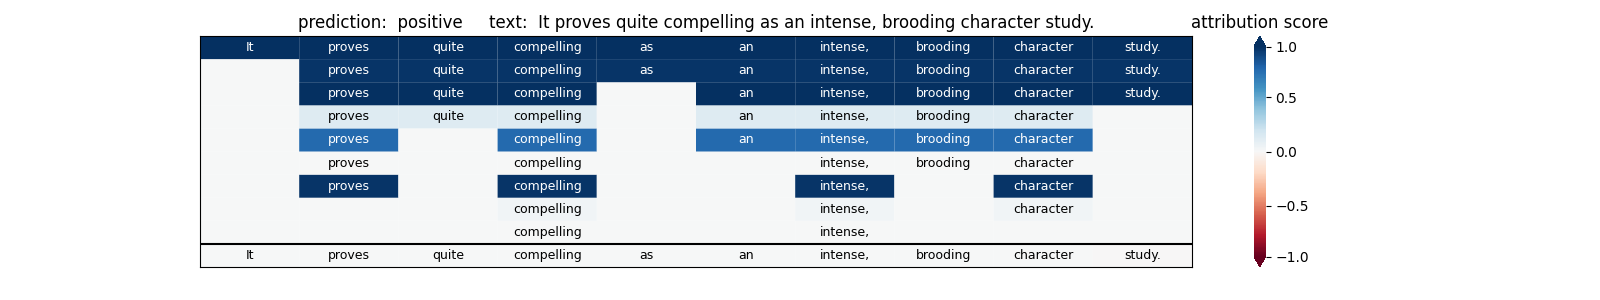 prediction:  positive     text:  It proves quite compelling as an intense, brooding character study.
attribution score
It proves quite compelling as an intense, brooding character study.
proves quite compelling as an intense, brooding character study.
proves quite compelling an intense, brooding character study.
proves quite compelling an intense, brooding character
proves compelling an intense, brooding character
proves compelling intense, brooding character
proves compelling intense, character
compelling intense, character
compelling intense,
It proves quite compelling as an intense, brooding character study.
1.0
0.5
0.0
−0.5
−1.0